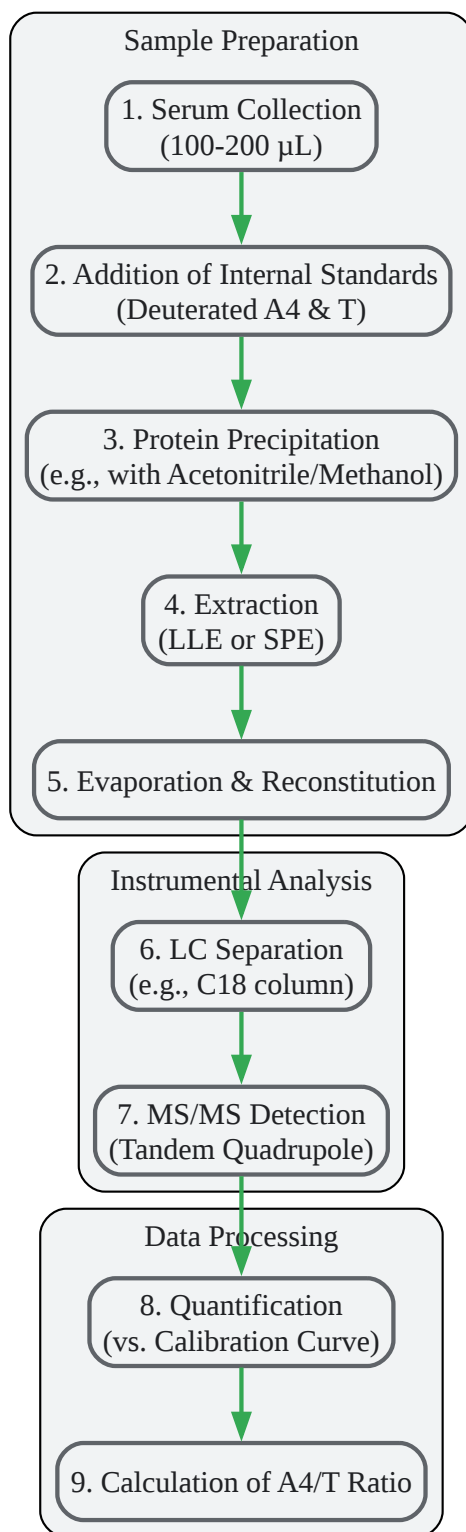 Sample Preparation
1. Serum Collection
(100-200 µL)
2. Addition of Internal Standards
(Deuterated A4 & T)
3. Protein Precipitation
(e.g., with Acetonitrile/Methanol)
4. Extraction
(LLE or SPE)
5. Evaporation & Reconstitution
Instrumental Analysis
6. LC Separation
(e.g., C18 column)
7. MS/MS Detection
(Tandem Quadrupole)
Data Processing
8. Quantification
(vs. Calibration Curve)
9. Calculation of A4/T Ratio